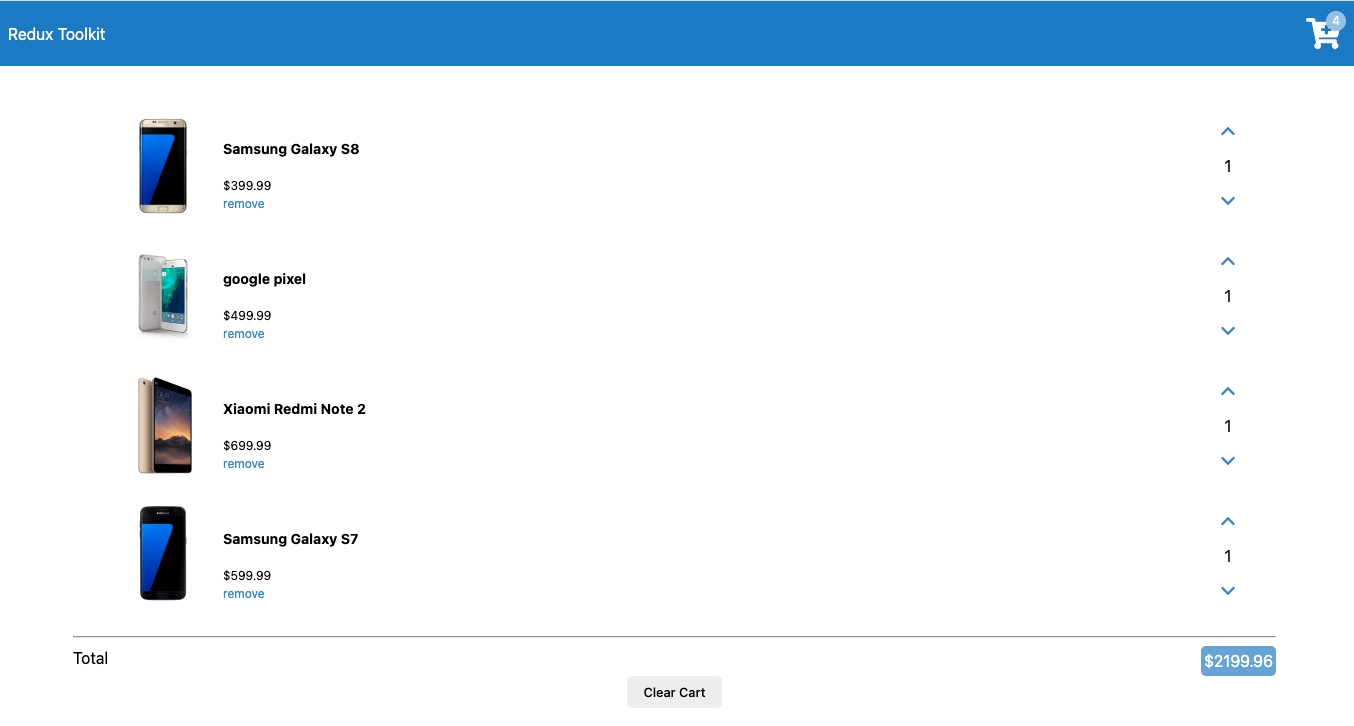 Redux Toolkit
4
Samsung Galaxy S8
$399.99
remove
1
google pixel
$499.99
remove
1
Xiaomi Redmi Note 2
$699.99
remove
1
Samsung Galaxy S7
$599.99
remove
1
Total
$2199.96
Clear Cart